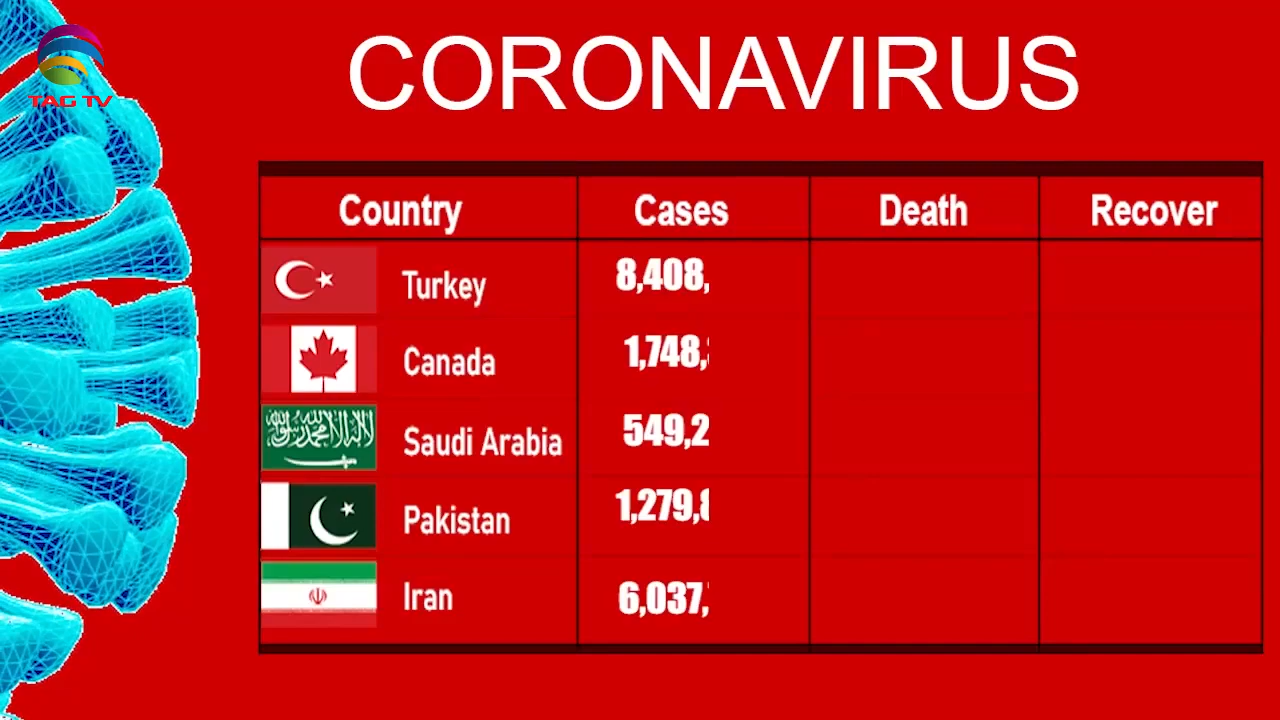 TAG TV
CORONAVIRUS
Country Cases Death Recover
Turkey 8,408,
Canada 1,748,
Saudi Arabia 549,2
Pakistan 1,279,8
Iran 6,037,